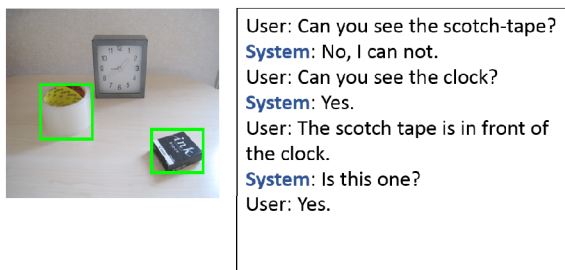 User: Can you see the scotch-tape?
System: No, I can not.
User: Can you see the clock?
System: Yes.
User: The scotch tape is in front of
the clock.
System: Is this one?
User: Yes.
ink